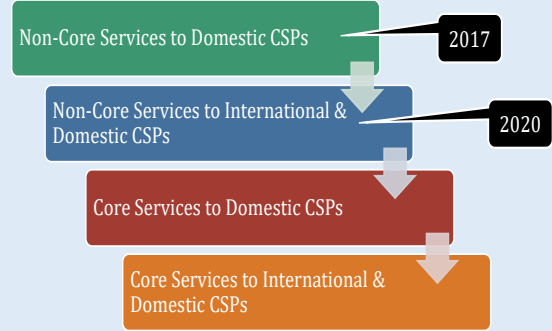 Non-Core Services to Domestic CSPs
2017
Non-Core Services to International &
Domestic CSPs
2020
Core Services to Domestic CSPs
Core Services to International &
Domestic CSPs